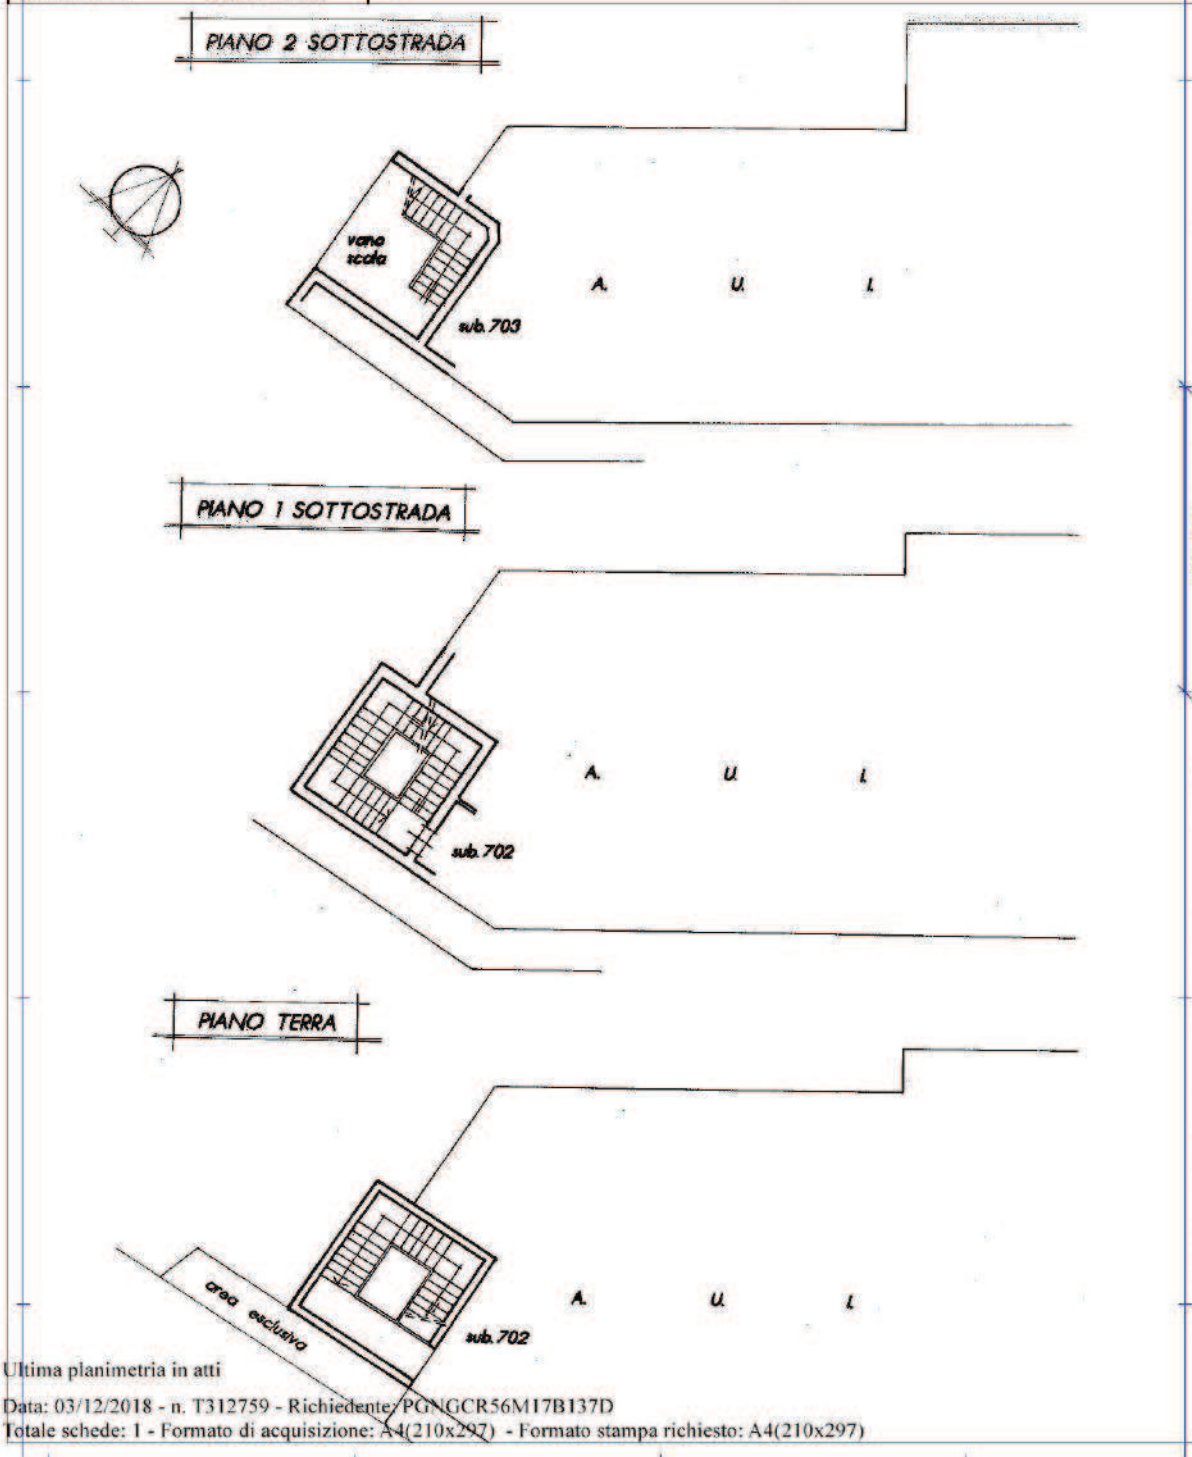 PIANO 2 SOTTOSTRADA
vano
scala
A. U. I.
sub. 703
PIANO 1 SOTTOSTRADA
A. U. I.
sub. 702
PIANO TERRA
area esclusiva
A. U. I.
sub. 702
Ultima planimetria in atti
Data: 03/12/2018 - n. T312759 - Richiedente: PGNGCR56M17B137D
Totale schede: 1 - Formato di acquisizione: A4(210x297) - Formato stampa richiesto: A4(210x297)